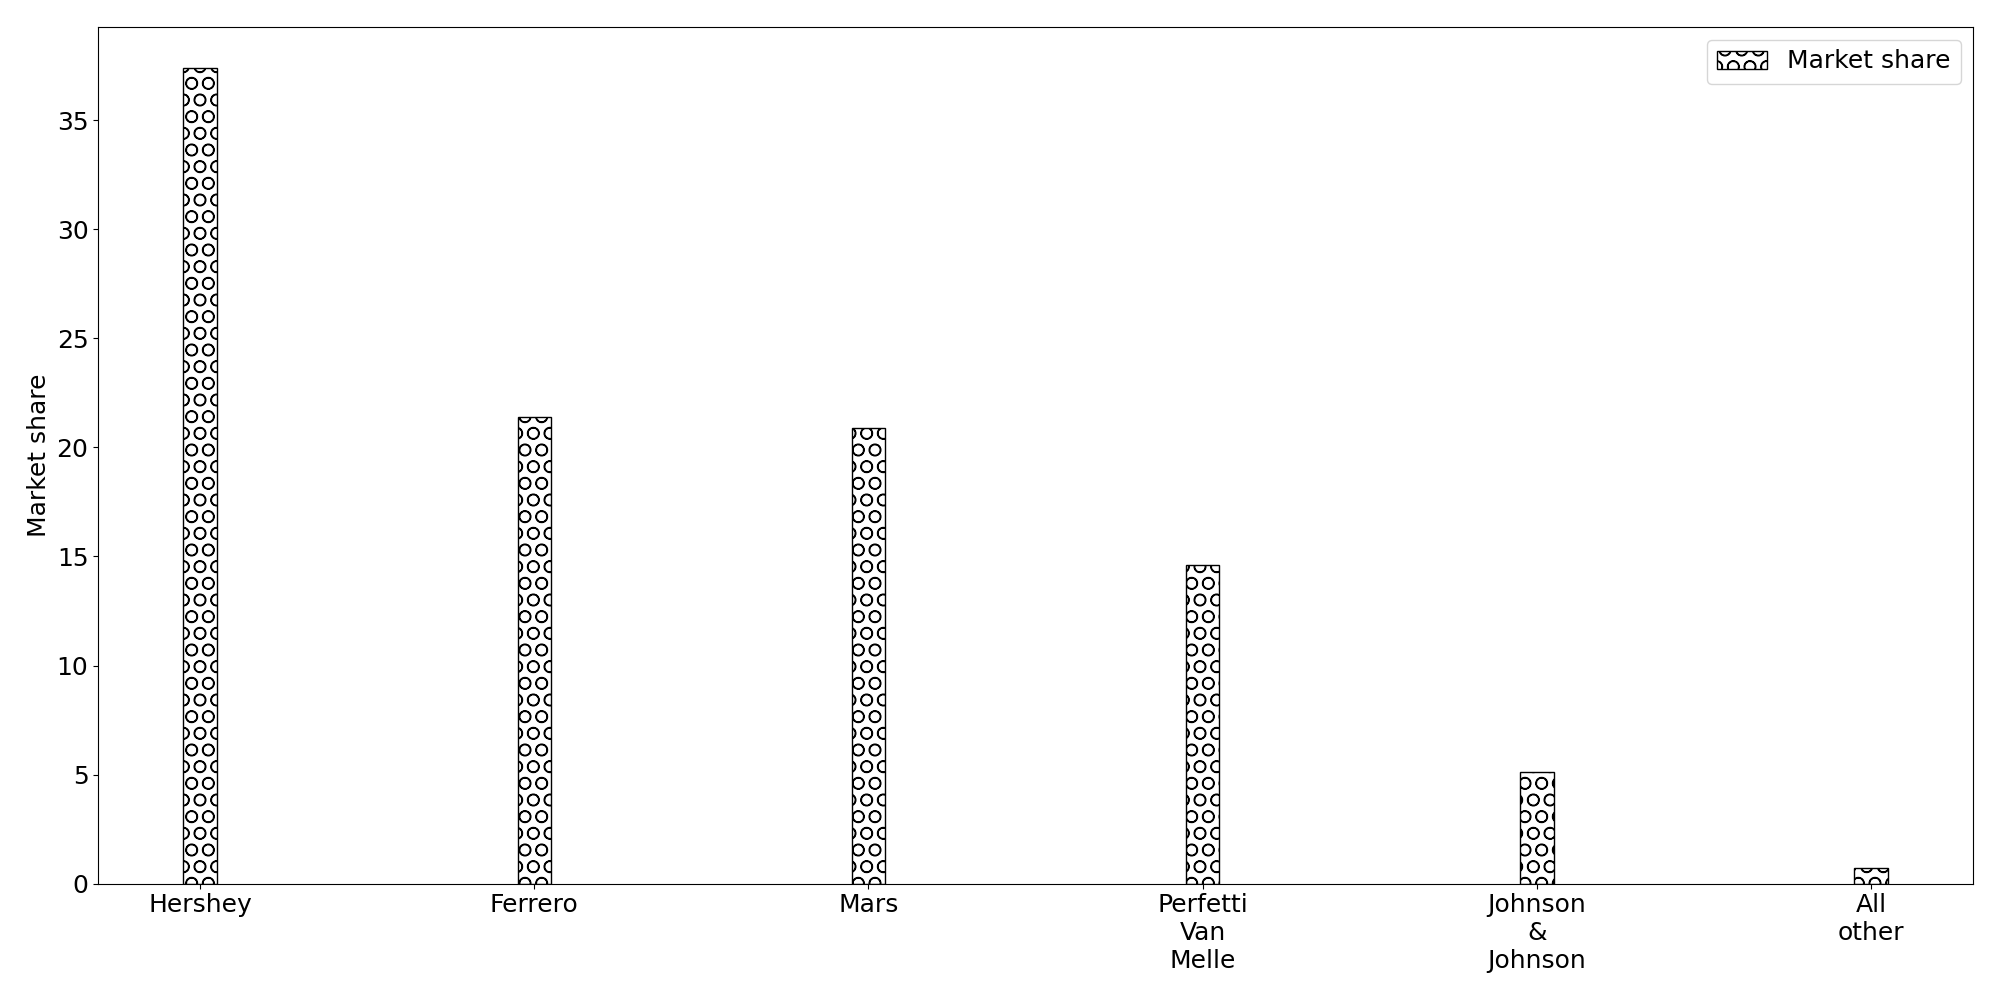 Market share
35
30
25
20
15
10
5
0
Market share
Hershey
Ferrero
Mars
Perfetti
Van
Melle
Johnson
&
Johnson
All
other